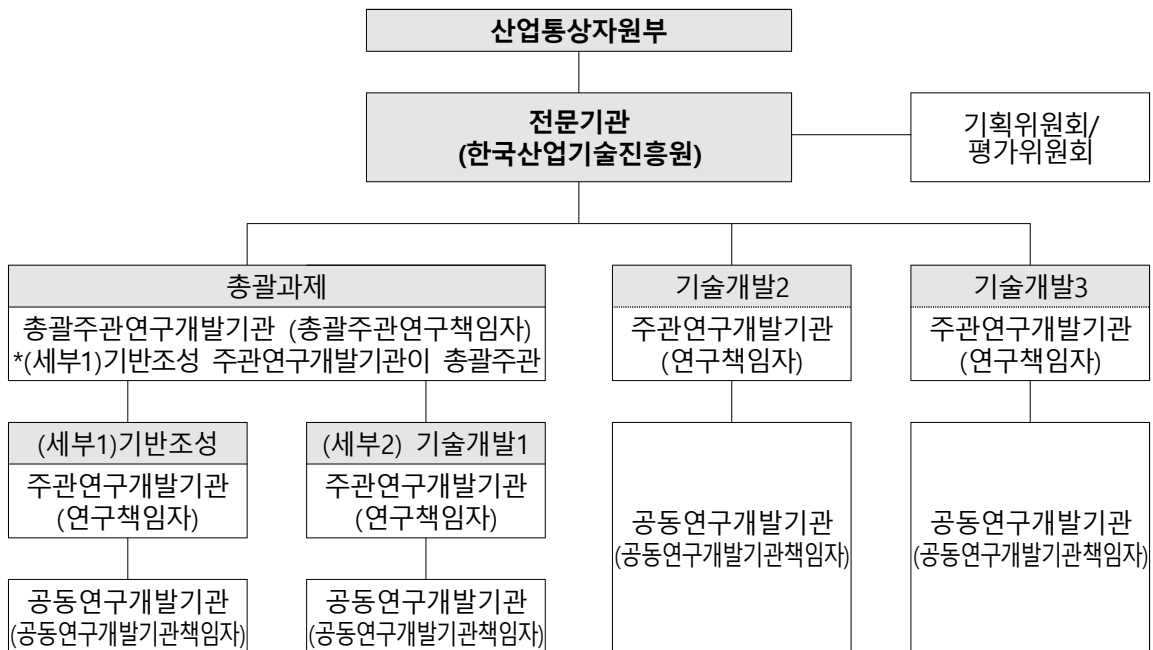 산업통상자원부
전문기관
(한국산업기술진흥원)
기획위원회/
평가위원회
총괄과제
총괄주관연구개발기관 (총괄주관연구책임자)
*(세부1)기반조성 주관연구개발기관이 총괄주관
기술개발2
주관연구개발기관
(연구책임자)
기술개발3
주관연구개발기관
(연구책임자)
(세부1)기반조성
주관연구개발기관
(연구책임자)
(세부2) 기술개발1
주관연구개발기관
(연구책임자)
공동연구개발기관
(공동연구개발기관책임자)
공동연구개발기관
(공동연구개발기관책임자)
공동연구개발기관
(공동연구개발기관책임자)
공동연구개발기관
(공동연구개발기관책임자)